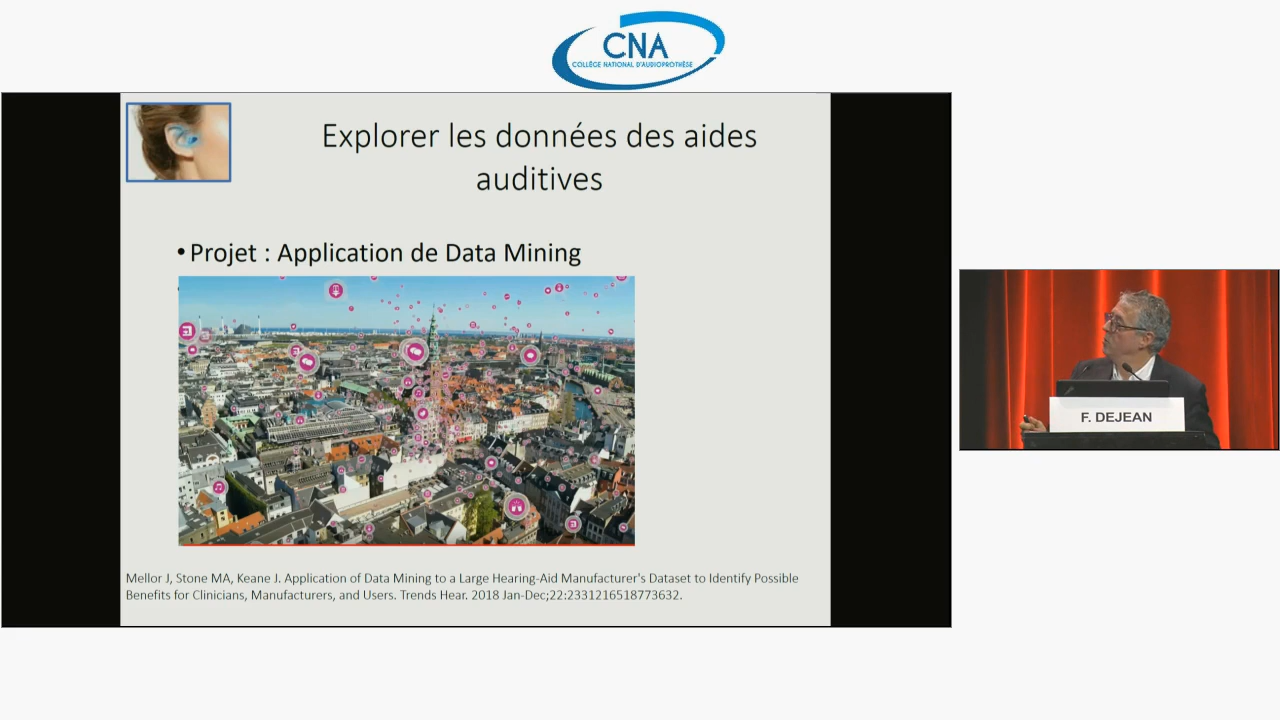 CNA
COLLÈGE NATIONAL D'AUDIOPROTHÈSE
Explorer les données des aides
auditives
•Projet : Application de Data Mining
F. DEJEAN
Mellor J, Stone MA, Keane J. Application of Data Mining to a Large Hearing-Aid Manufacturer's Dataset to Identify Possible
Benefits for Clinicians, Manufacturers, and Users. Trends Hear. 2018 Jan-Dec;22:2331216518773632.